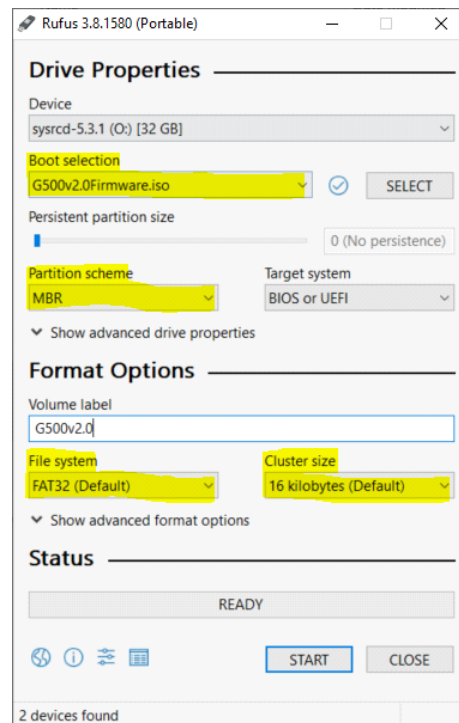 Rufus 3.8.1580 (Portable)
Drive Properties
Device
sysrcd-5.3.1 (O:) [32 GB]
Boot selection
G500v2.0Firmware.iso
SELECT
Persistent partition size
0 (No persistence)
Partition scheme
Target system
MBR
BIOS or UEFI
Show advanced drive properties
Format Options
Volume label
G500v2.0
File system
Cluster size
FAT32 (Default)
16 kilobytes (Default)
Show advanced format options
Status
READY
START
CLOSE
2 devices found